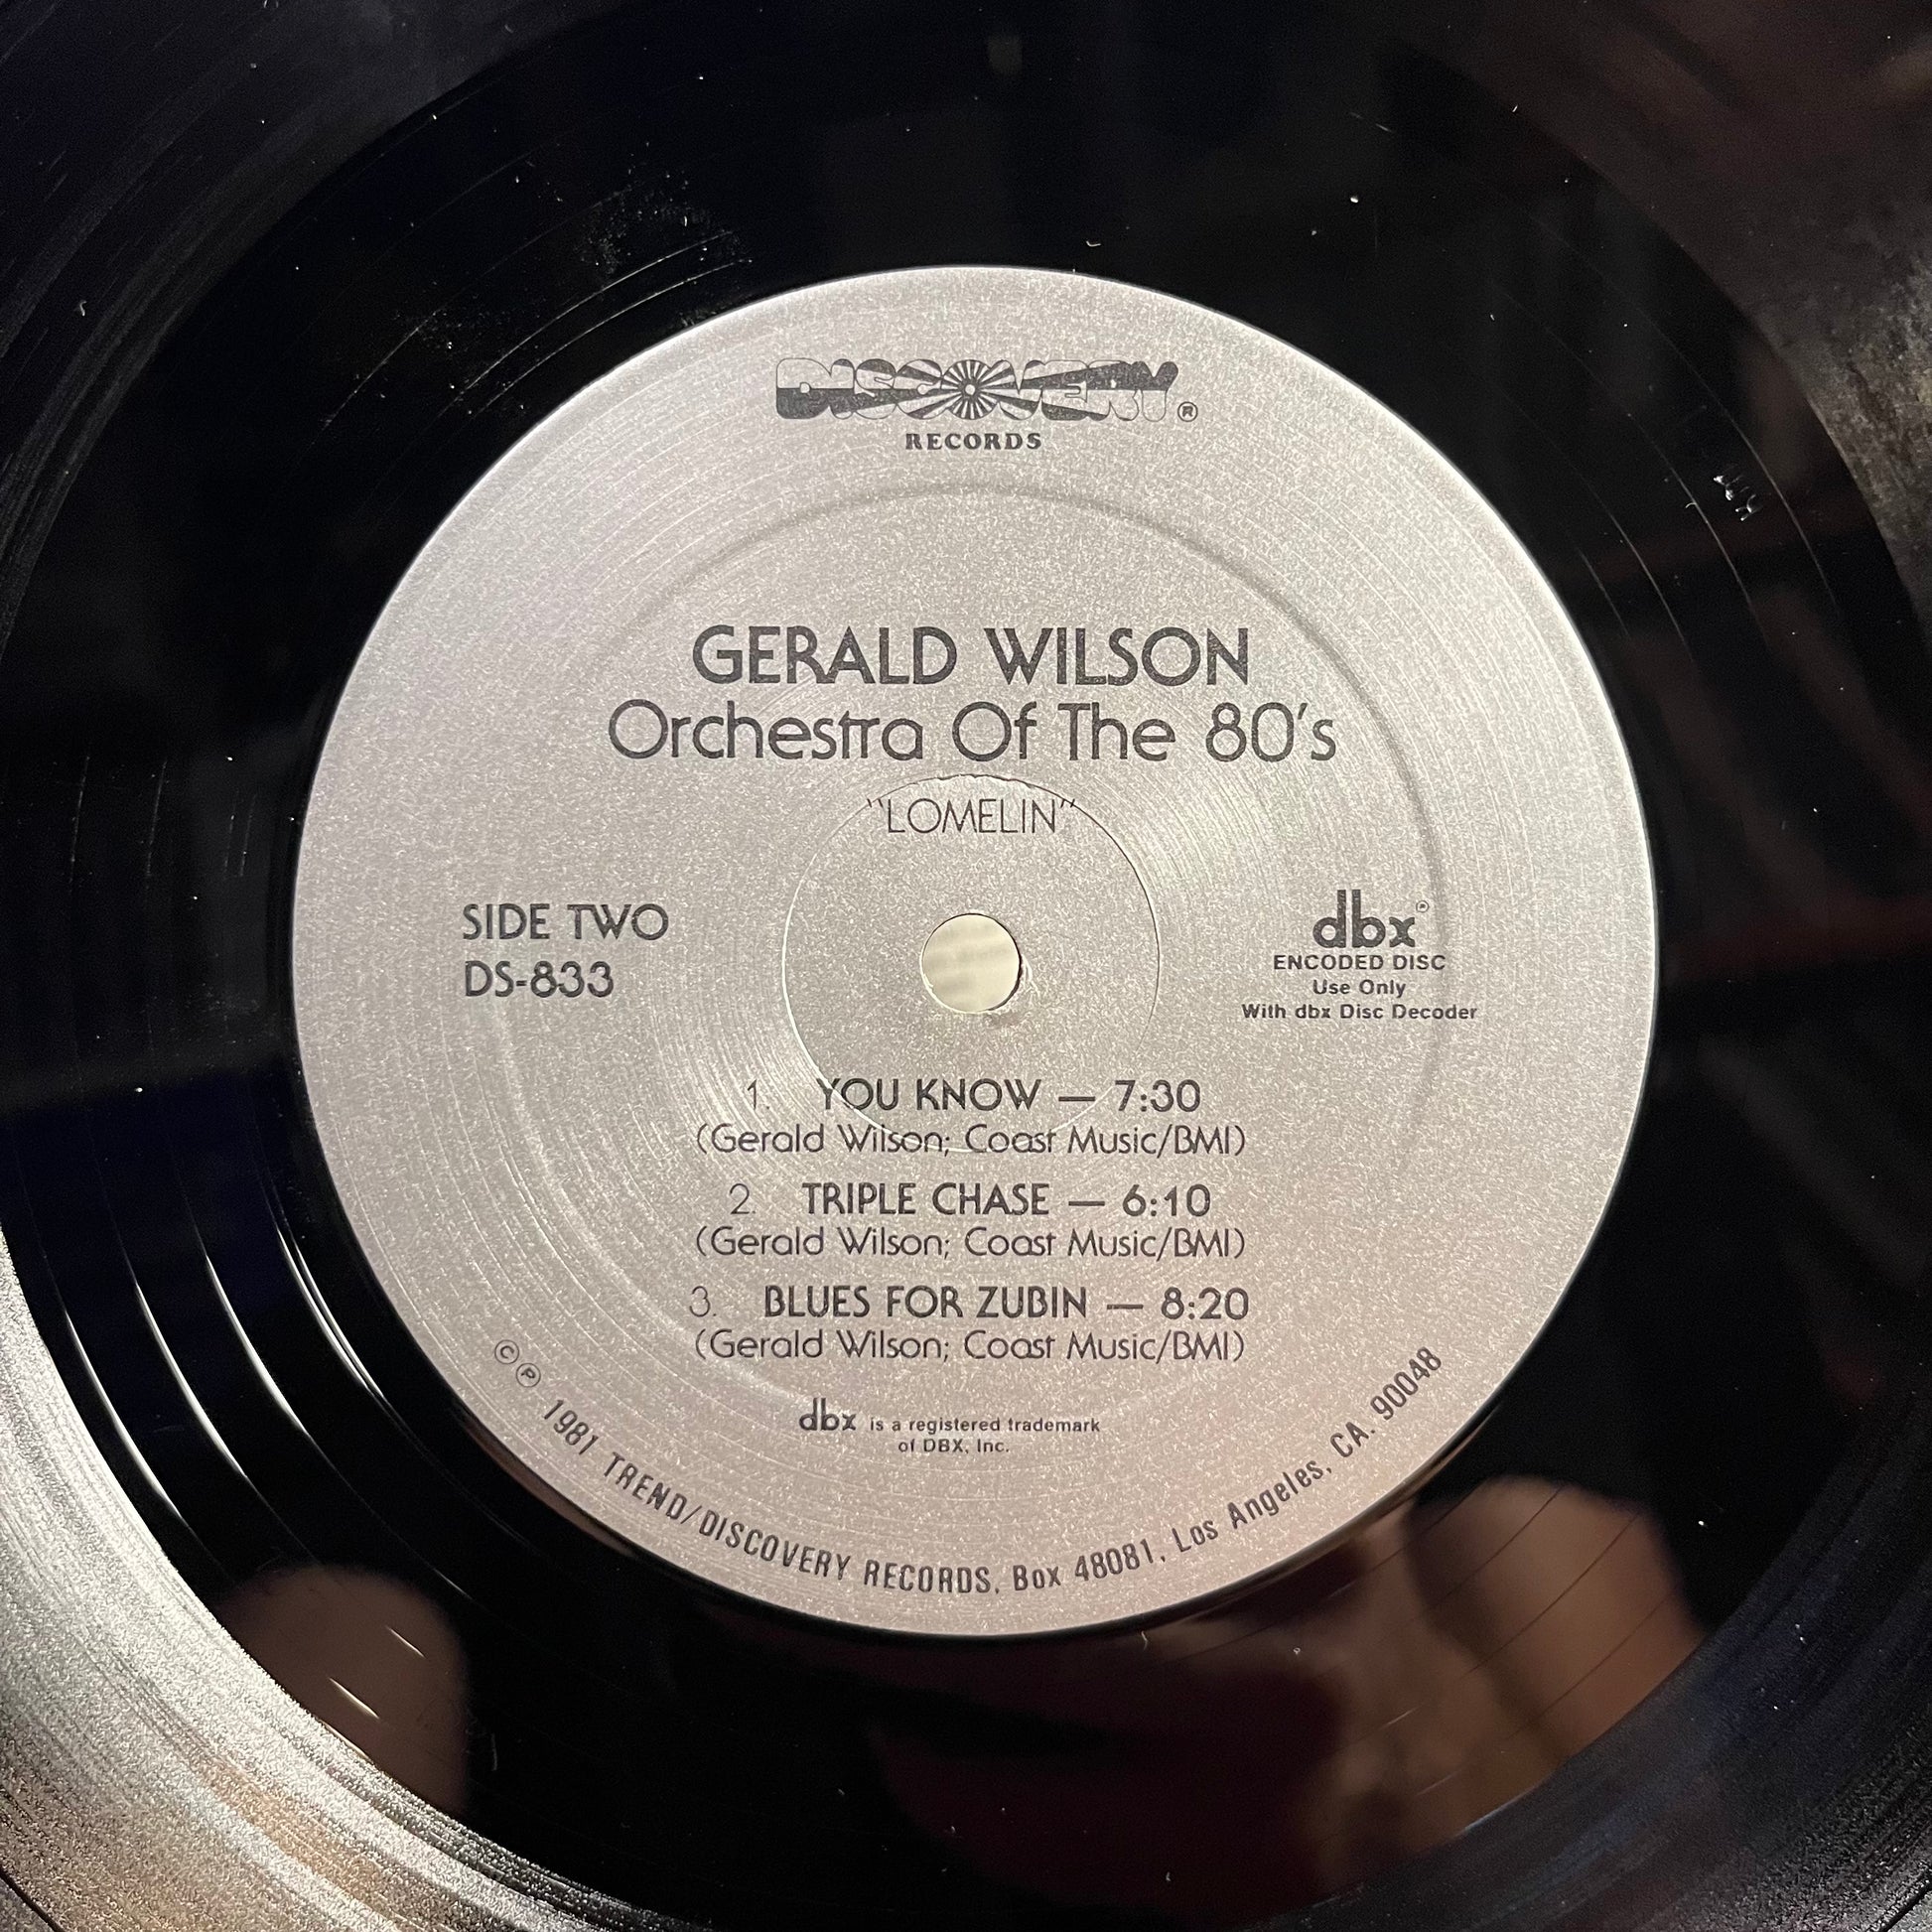 DISCOVERY®
RECORDS
GERALD WILSON
Orchestra Of The 80's
"LOMELIN"
SIDE TWO
DS-833
dbx®
ENCODED DISC
Use Only
With dbx Disc Decoder
1. YOU KNOW — 7:30
(Gerald Wilson; Coast Music/BMI)
2. TRIPLE CHASE — 6:10
(Gerald Wilson; Coast Music/BMI)
3. BLUES FOR ZUBIN — 8:20
(Gerald Wilson; Coast Music/BMI)
dbx is a registered trademark
of DBX, Inc.
©℗ 1981 TREND/DISCOVERY RECORDS, Box 48081, Los Angeles, CA. 90048